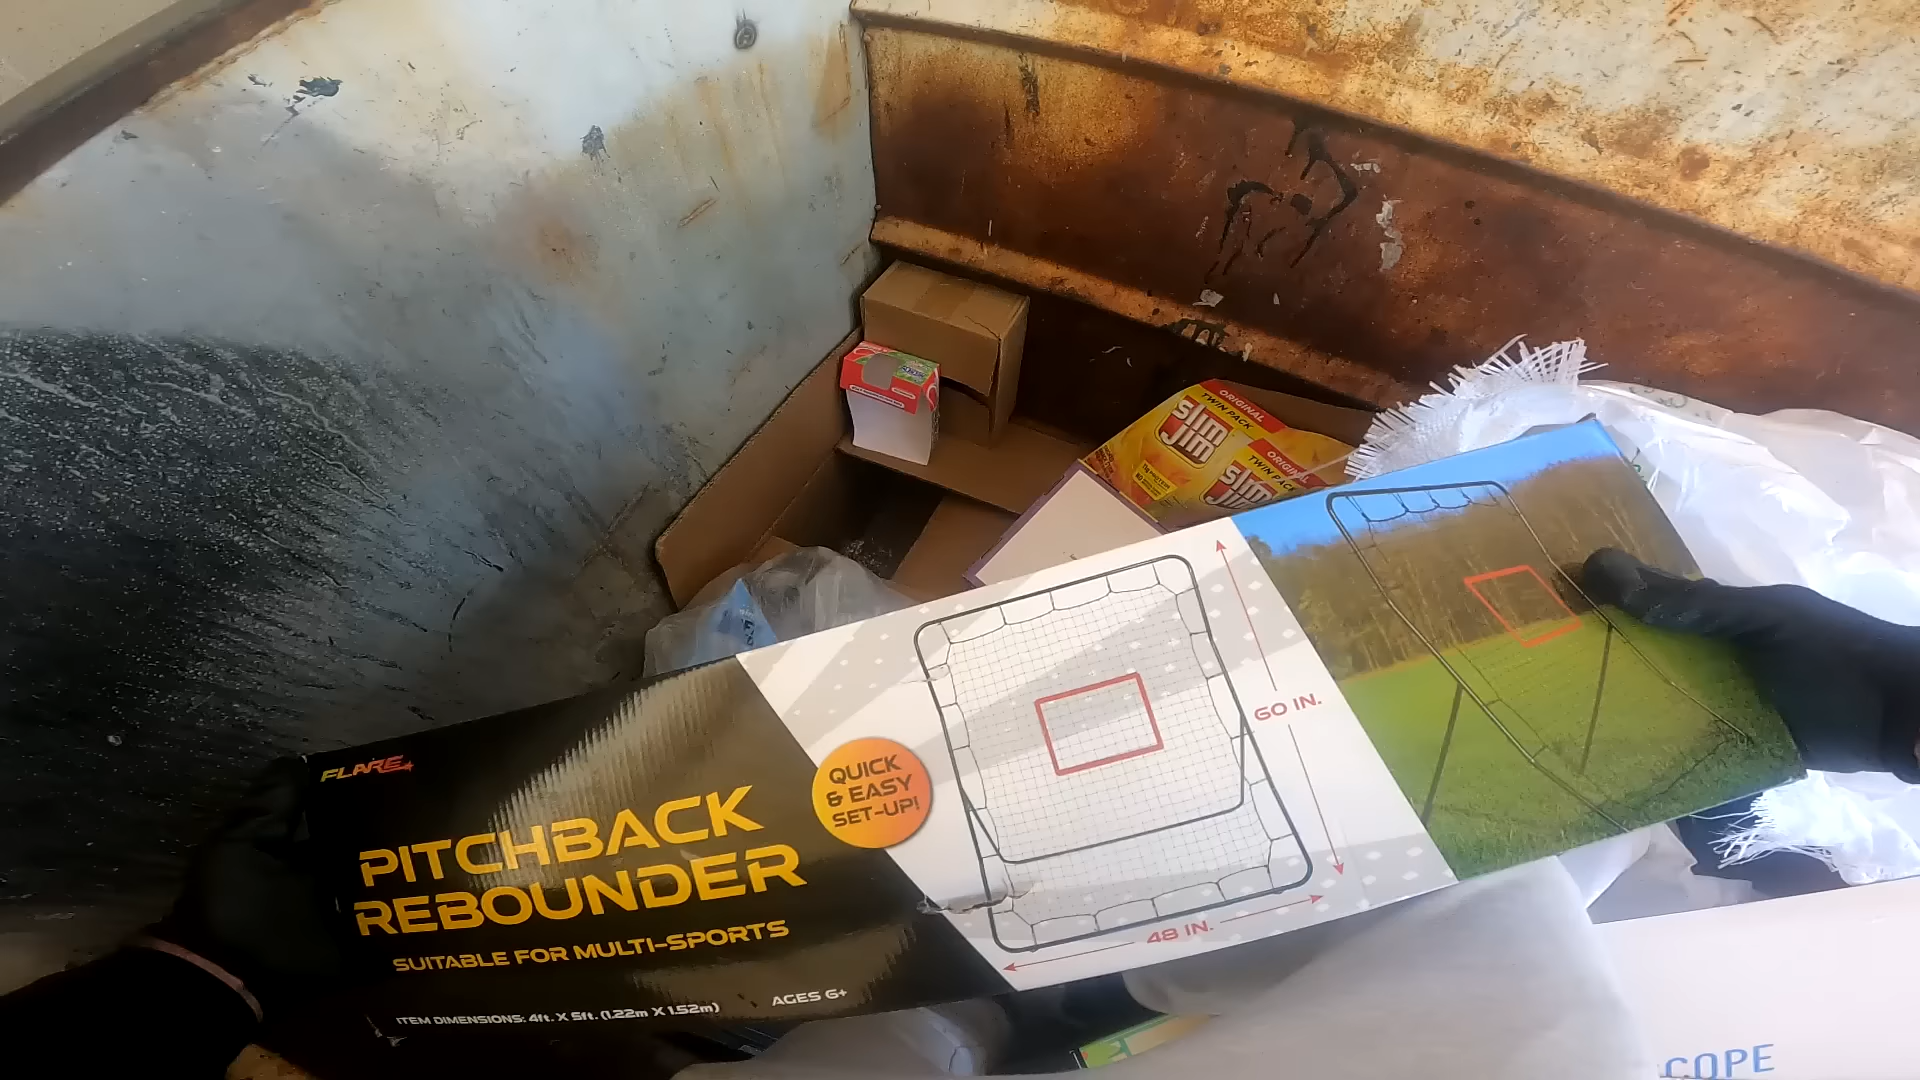 ORIGINAL
TWIN PACK
SLIM
JIM
ORIGINAL
TWIN PACK
SLIM
JIM
FLARE
PITCHBACK
REBOUNDER
SUITABLE FOR MULTI-SPORTS
ITEM DIMENSIONS: 4ft. X 5ft. (1.22m X 1.52m)
AGES 6+
QUICK
& EASY
SET-UP!
60 IN.
48 IN.
COPE